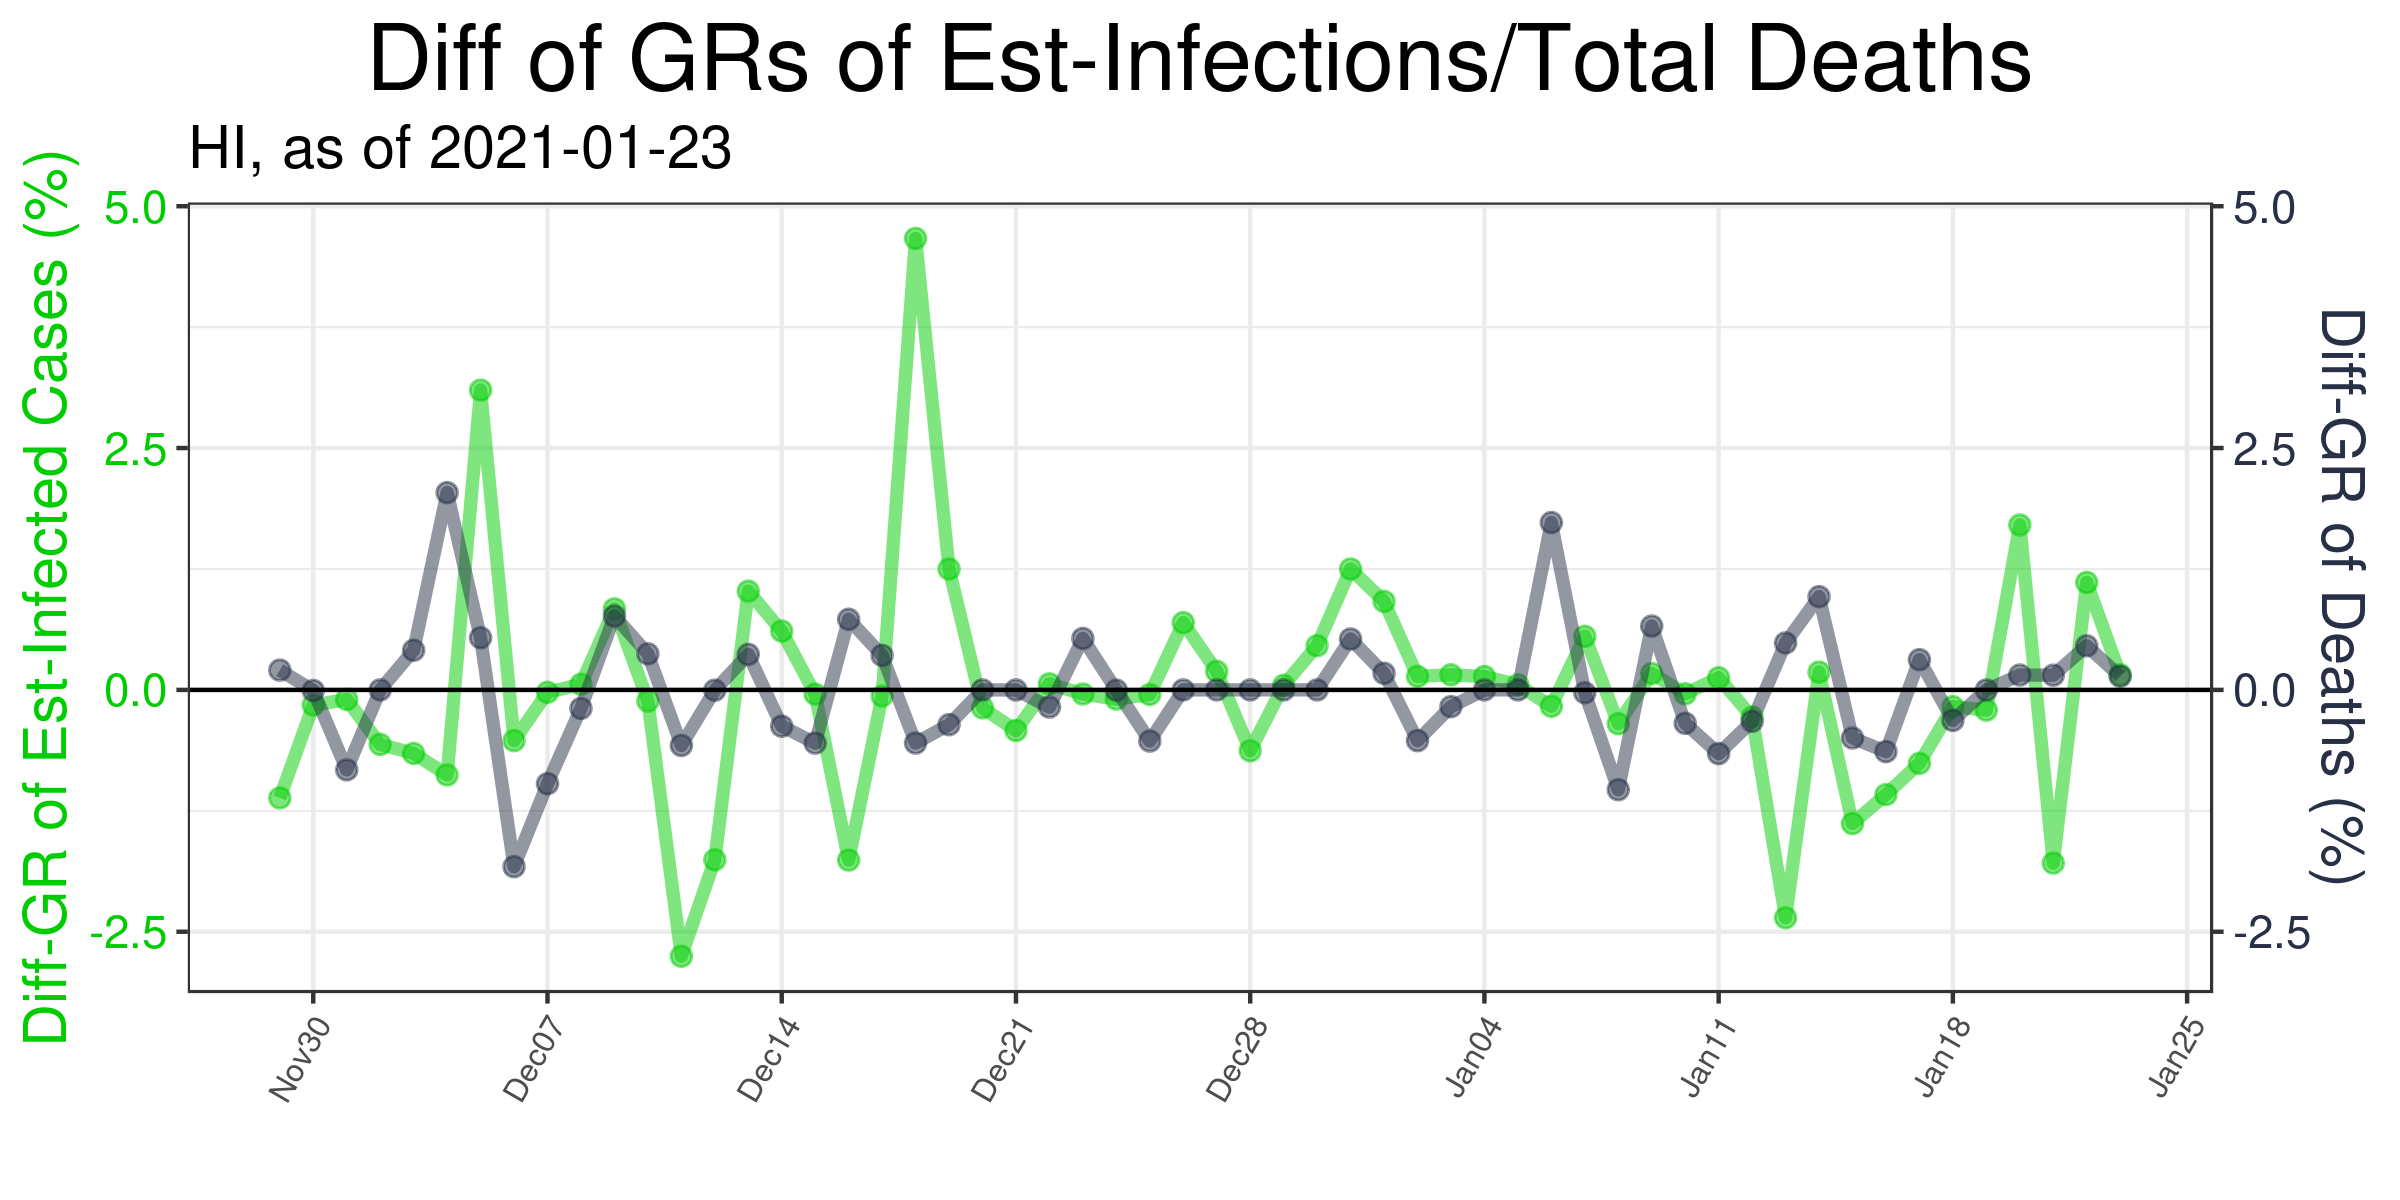 Diff of GRs of Est-Infections/Total Deaths
HI, as of 2021-01-23
Diff-GR of Est-Infected Cases (%)
5.0
2.5
0.0
-2.5
5.0
2.5
0.0
-2.5
Diff-GR of Deaths (%)
Nov30
Dec07
Dec14
Dec21
Dec28
Jan04
Jan11
Jan18
Jan25